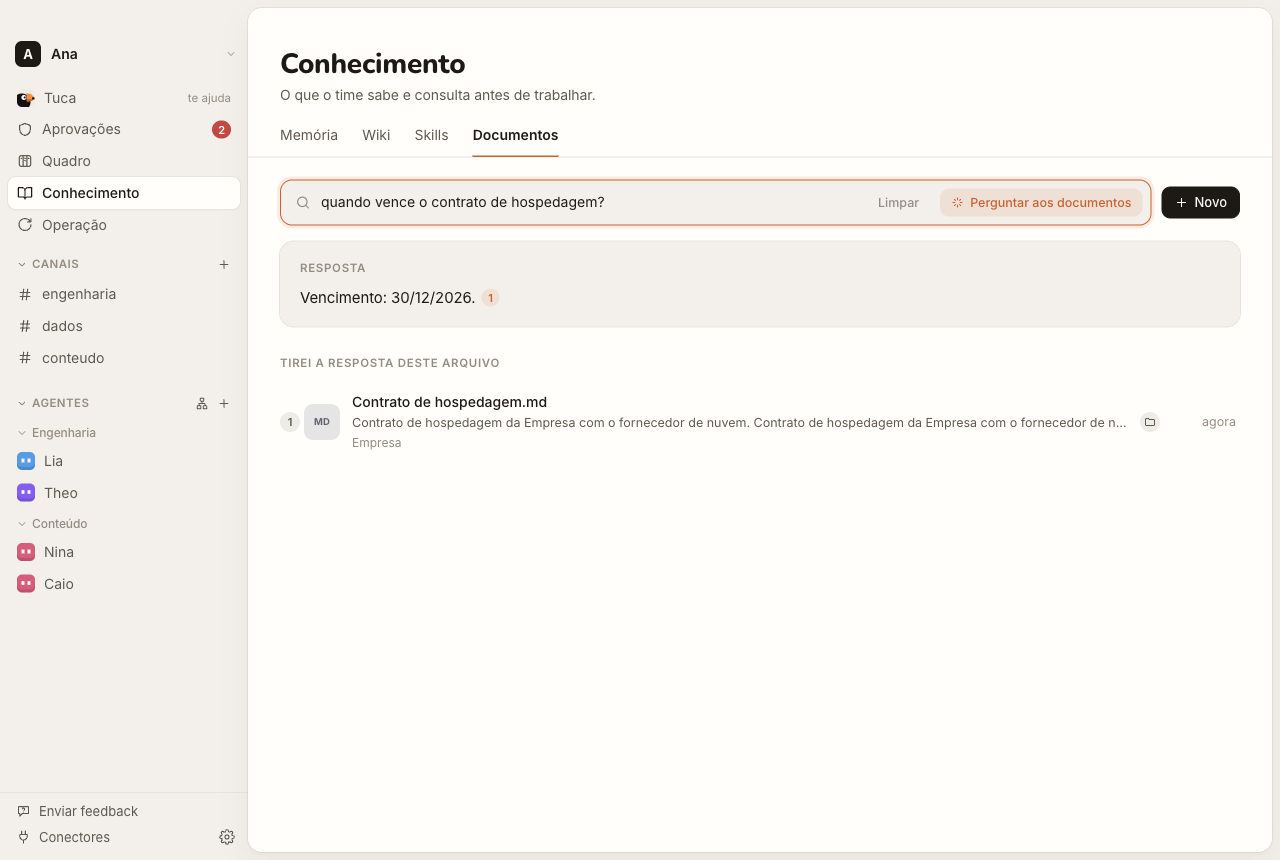 A Ana
Tuca te ajuda
Aprovações 2
Quadro
Conhecimento
Operação
CANAIS
engenharia
dados
conteudo
AGENTES
Engenharia
Lia
Theo
Conteúdo
Nina
Caio
Enviar feedback
Conectores
Conhecimento
O que o time sabe e consulta antes de trabalhar.
Memória Wiki Skills Documentos
quando vence o contrato de hospedagem? Limpar Perguntar aos documentos + Novo
RESPOSTA
Vencimento: 30/12/2026. 1
TIREI A RESPOSTA DESTE ARQUIVO
Contrato de hospedagem.md
1 MD Contrato de hospedagem da Empresa com o fornecedor de nuvem. Contrato de hospedagem da Empresa com o fornecedor de n... agora
Empresa